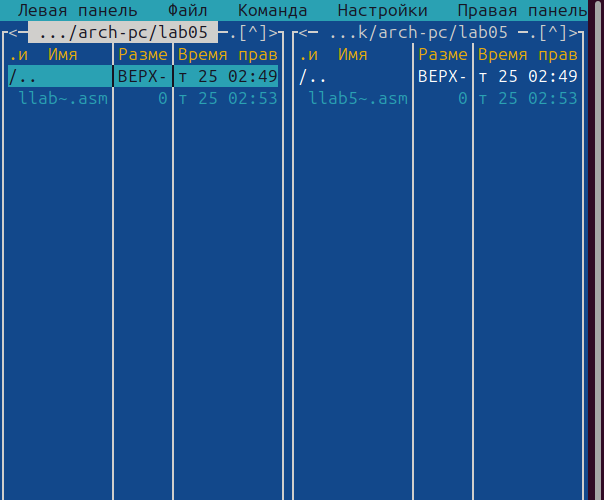 Левая панель Файл Команда Настройки Правая панель
<─ .../arch-pc/lab05 ─.[^]> <─ ...k/arch-pc/lab05 ─.[^]>
.и Имя Разме Время прав .и Имя Разме Время прав
/.. ВЕРХ- т 25 02:49 /.. ВЕРХ- т 25 02:49
llab~.asm 0 т 25 02:53 llab5~.asm 0 т 25 02:53